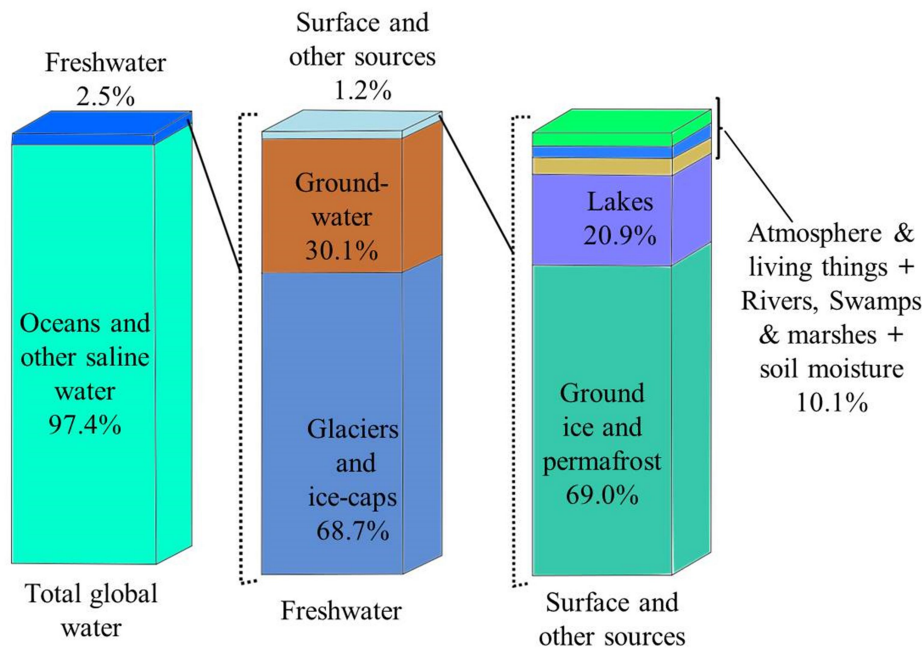 Freshwater
2.5%
Oceans and
other saline
water
97.4%
Total global
water
Surface and
other sources
1.2%
Ground-
water
30.1%
Glaciers
and
ice-caps
68.7%
Freshwater
Lakes
20.9%
Ground
ice and
permafrost
69.0%
Surface and
other sources
Atmosphere &
living things +
Rivers, Swamps
& marshes +
soil moisture
10.1%